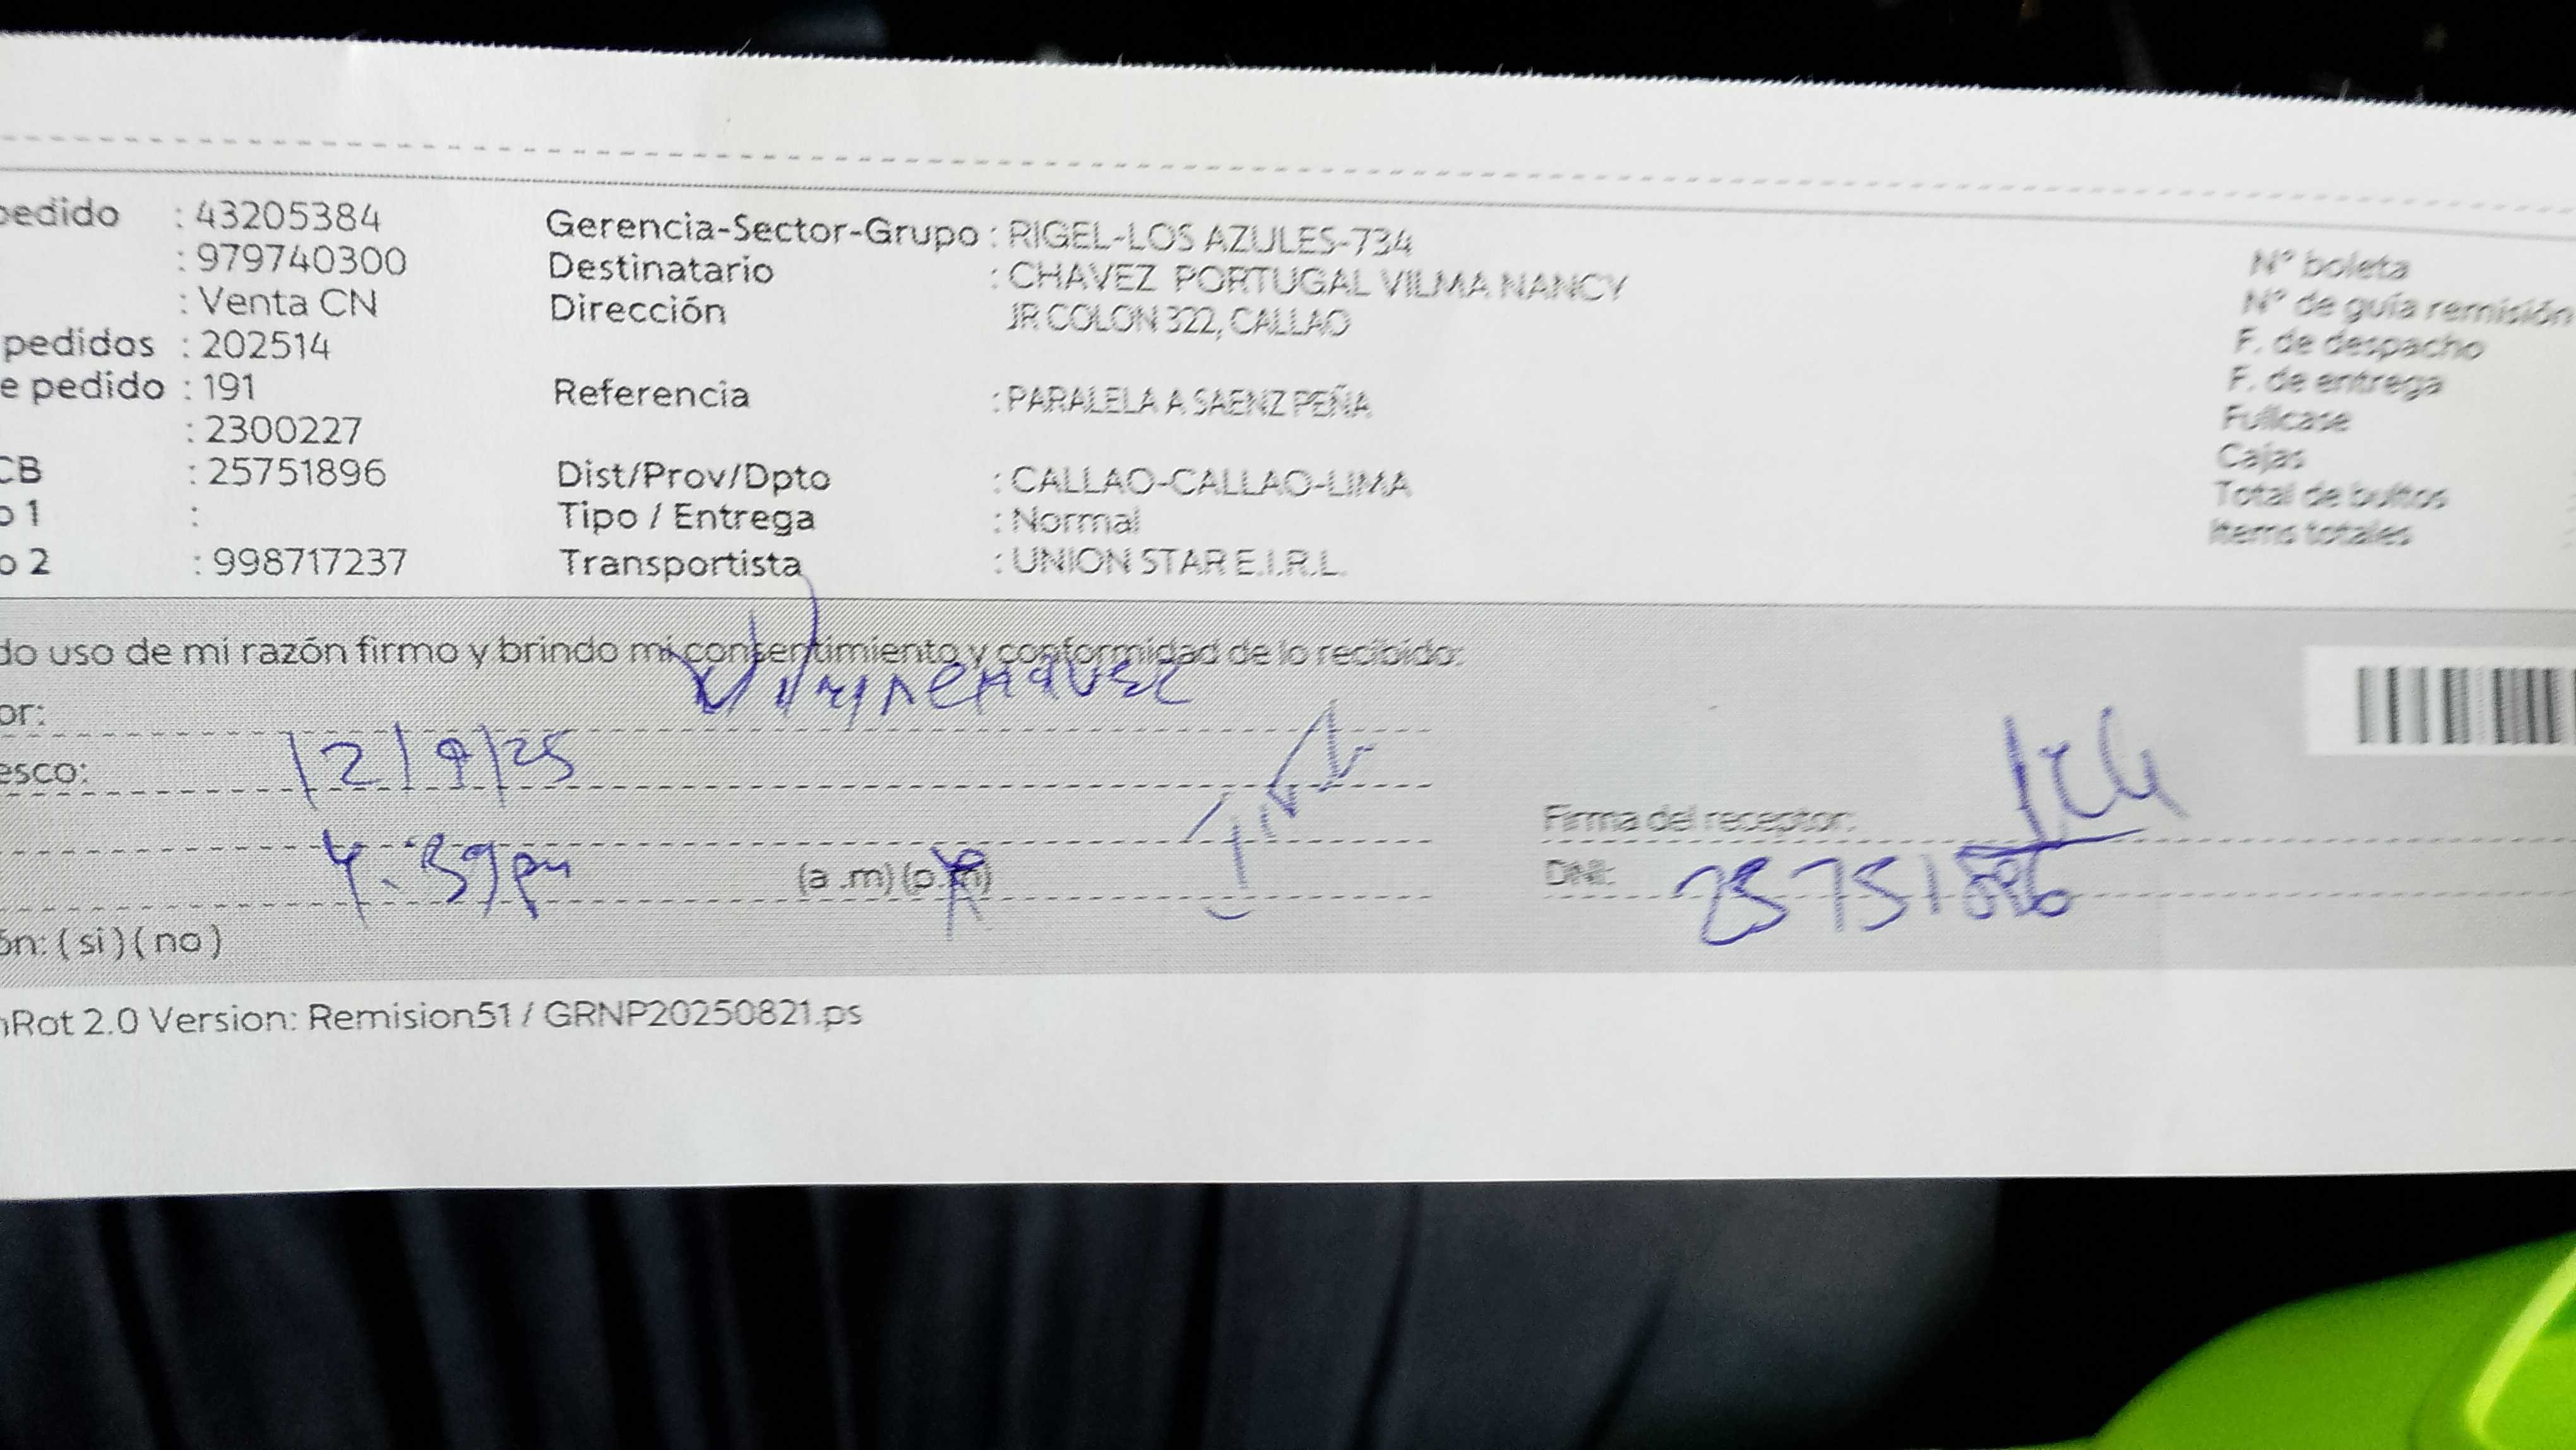 pedido : 43205384
: 979740300
: Venta CN
pedidos : 202514
e pedido : 191
: 2300227
CB : 25751896
o 1 :
o 2 : 998717237
Gerencia-Sector-Grupo : RIGEL-LOS AZULES-734
Destinatario : CHAVEZ PORTUGAL VILMA NANCY
Dirección JR COLON 322, CALLAO
Referencia : PARALELA A SAENZ PEÑA
Dist/Prov/Dpto : CALLAO-CALLAO-LIMA
Tipo / Entrega : Normal
Transportista : UNION STAR E.I.R.L.
N° boleta
N° de guía remisión
F. de despacho
F. de entrega
Fullcase
Cajas
Total de bultos
Items totales
do uso de mi razón firmo y brindo mi consentimiento y conformidad de lo recibido:
or:
esco: 12/9/25
4:39 pm (a .m) (p.m)
ón: ( si ) ( no )
Firma del receptor:
DNI: 25751896
nRot 2.0 Version: Remision51 / GRNP20250821.ps